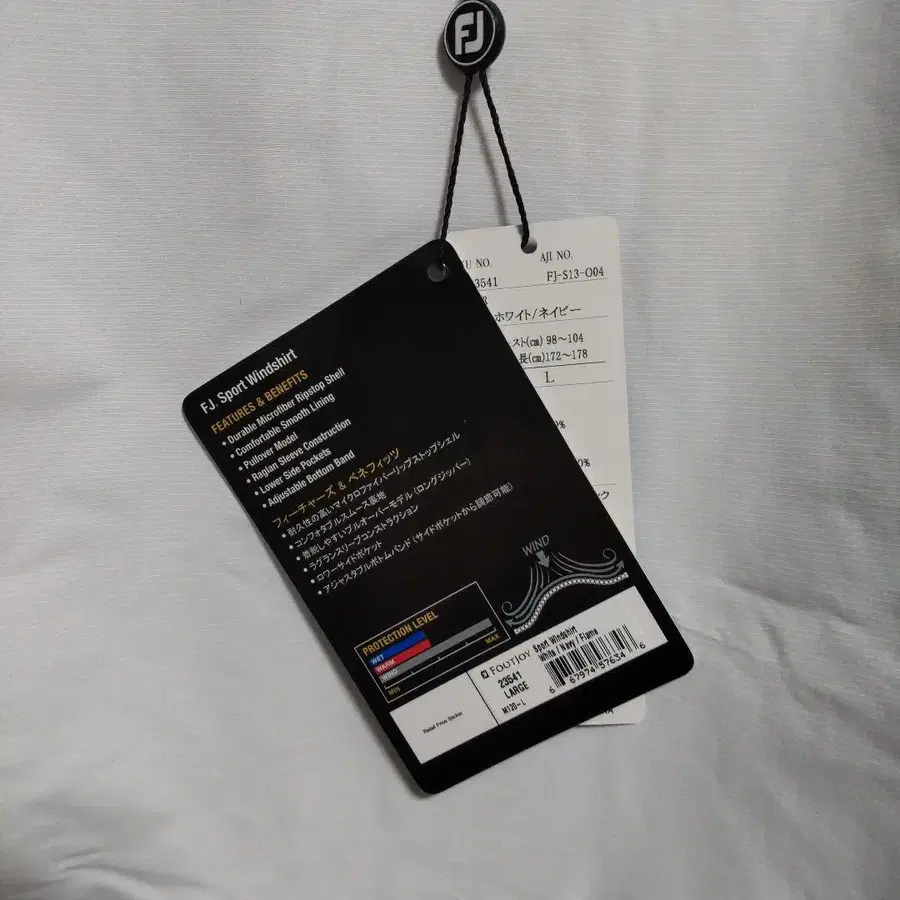 FJ
KU NO. AJI NO.
3541 FJ-S13-O04
R
ホワイト/ネイビー
スト(cm) 98～104
長(cm)172～178
L
%
0%
ック
FJ. Sport Windshirt
FEATURES & BENEFITS
• Durable Microfiber Ripstop Shell
• Comfortable Smooth Lining
• Pullover Model
• Raglan Sleeve Construction
• Lower Side Pockets
• Adjustable Bottom Band
フィーチャーズ & ベネフィッツ
• 耐久性の高いマイクロファイバーリップストップシェル
• コンフォタブルスムース裏地
• 着脱しやすいプルオーバーモデル (ロングジッパー)
• ラグランスリーブコンストラクション
• ロワーサイドポケット
• アジャスタブルボトムバンド (サイドポケットから調節可能)
WIND
PROTECTION LEVEL
WET
WARM
WIND
MIN MAX
Retail Price Sticker
FOOTJOY Sport Windshirt
23541 White / Navy / Flame
LARGE
M120-L
6 67974 57634 6